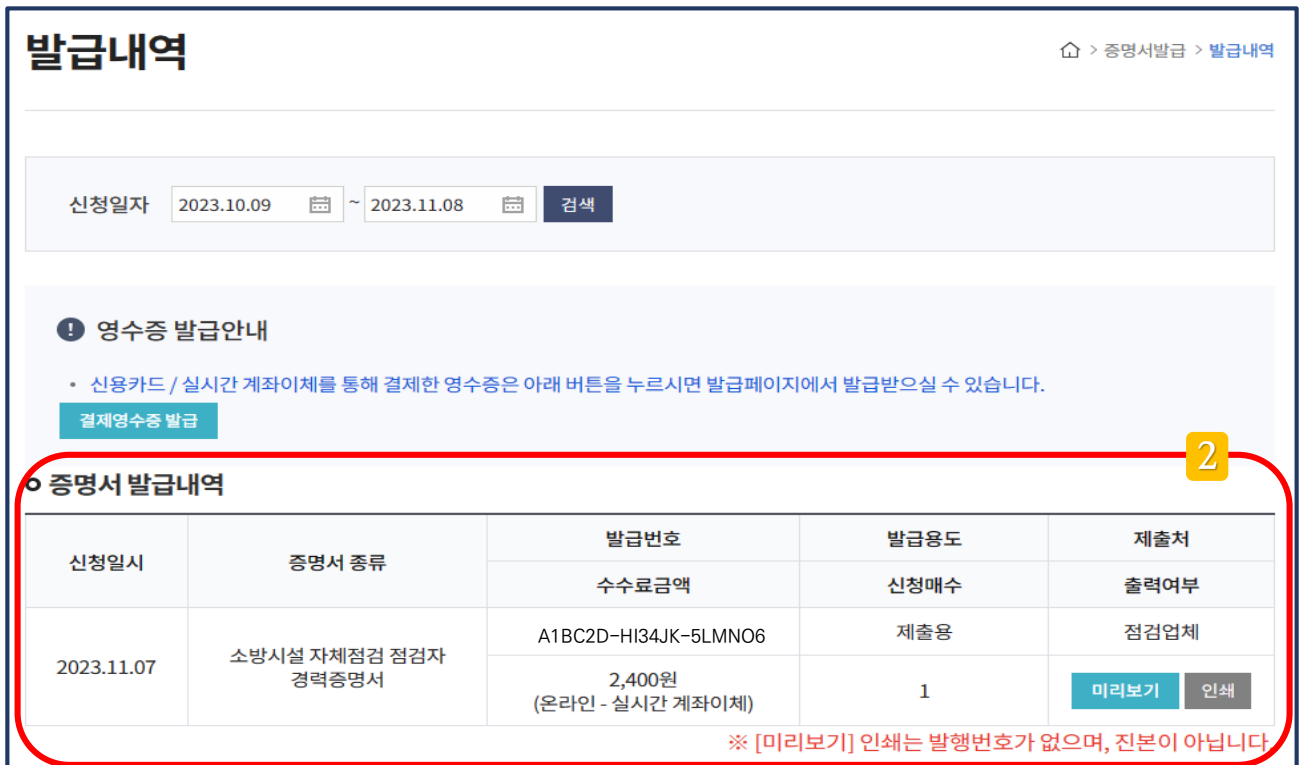 발급내역
> 증명서발급 > 발급내역
신청일자 2023.10.09 ~ 2023.11.08 검색
! 영수증 발급안내
• 신용카드 / 실시간 계좌이체를 통해 결제한 영수증은 아래 버튼을 누르시면 발급페이지에서 발급받으실 수 있습니다.
결제영수증 발급
2
증명서 발급내역
신청일시 증명서 종류 발급번호 발급용도 제출처
수수료금액 신청매수 출력여부
2023.11.07 소방시설 자체점검 점검자 경력증명서 A1BC2D-HI34JK-5LMNO6 제출용 점검업체
2,400원 1 미리보기 인쇄
(온라인 - 실시간 계좌이체)
※ [미리보기] 인쇄는 발행번호가 없으며, 진본이 아닙니다.